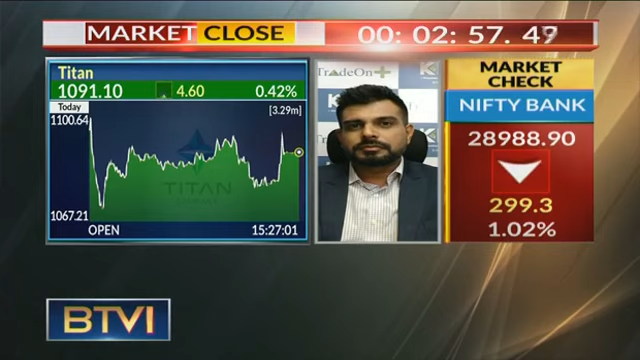 MARKET CLOSE
00: 02: 57. 49
Titan
1091.10 4.60 0.42%
Today
[3.29m]
1100.64
TITAN
1067.21
OPEN 15:27:01
TradeOn+
MARKET
CHECK
NIFTY BANK
28988.90
299.3
1.02%
BTVI